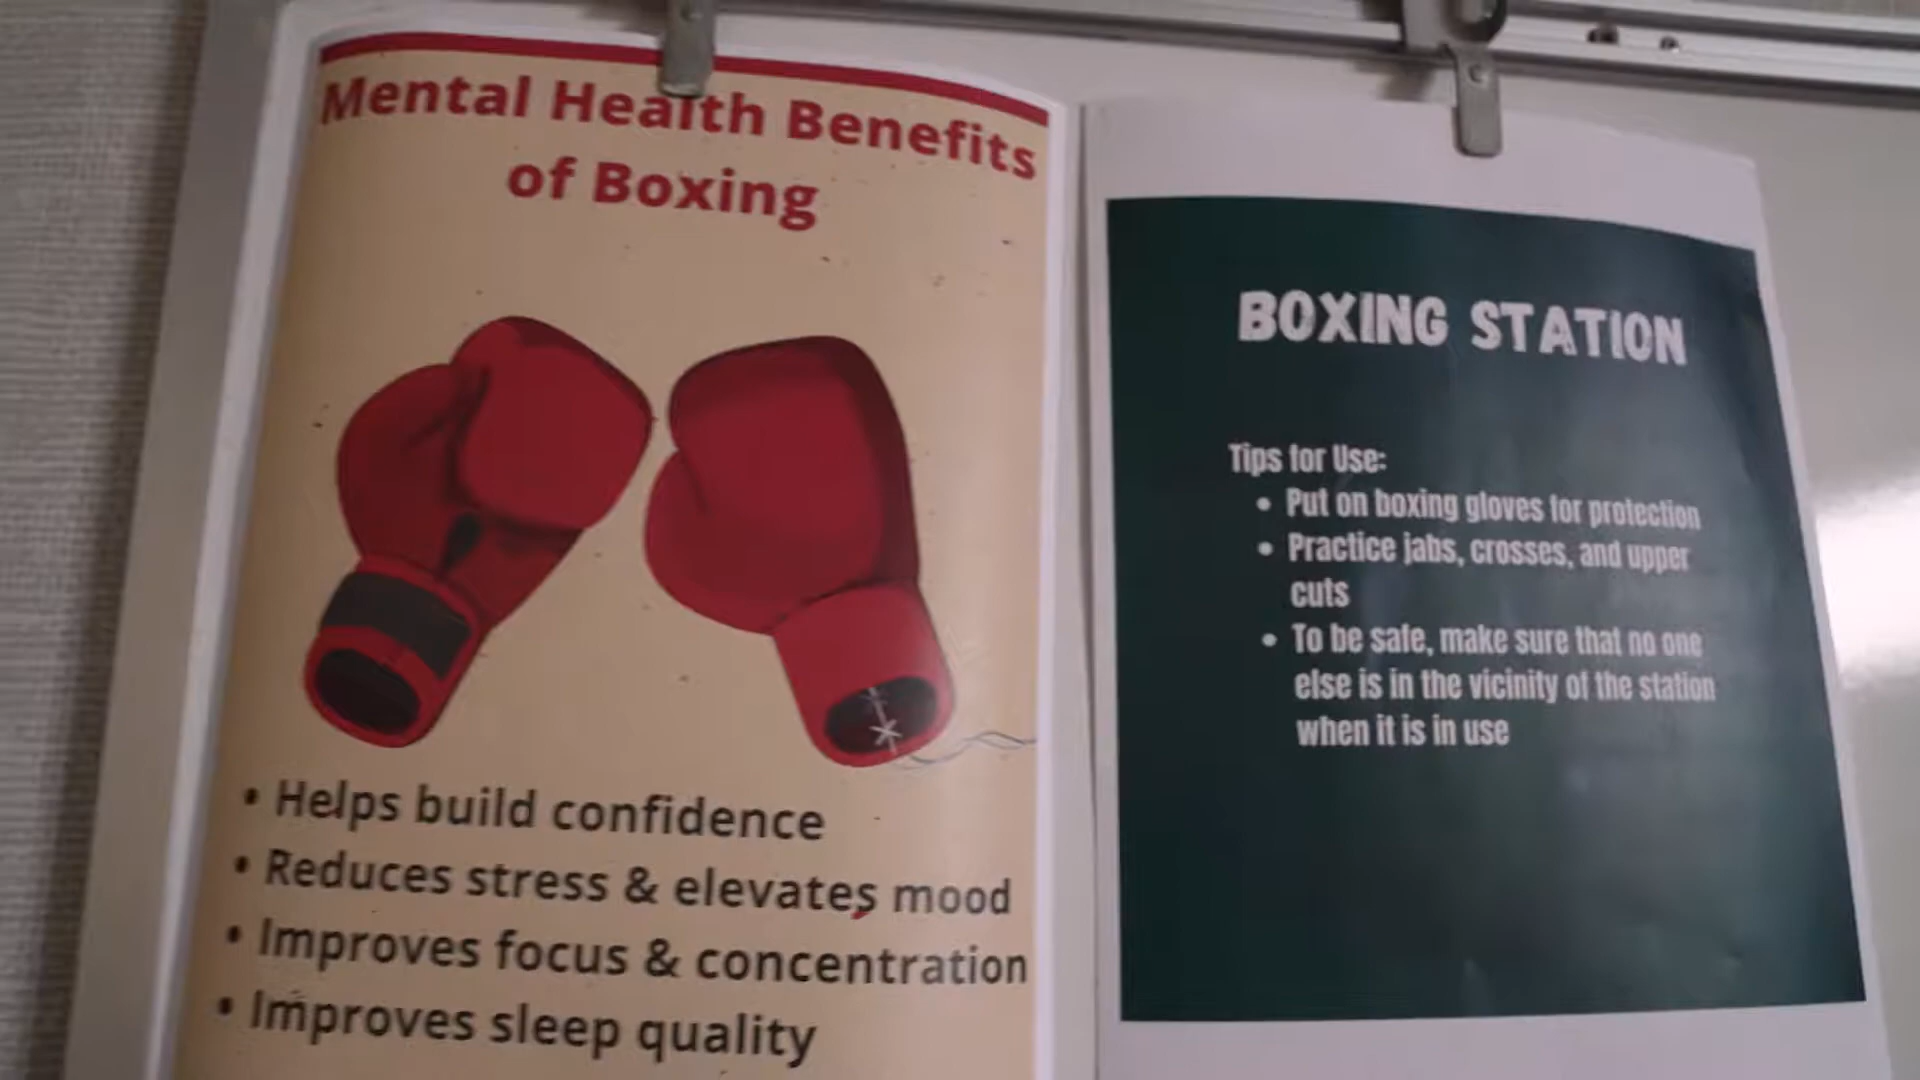 Mental Health Benefits
of Boxing
• Helps build confidence
• Reduces stress & elevates mood
• Improves focus & concentration
• Improves sleep quality
BOXING STATION
Tips for Use:
• Put on boxing gloves for protection
• Practice jabs, crosses, and upper
cuts
• To be safe, make sure that no one
else is in the vicinity of the station
when it is in use